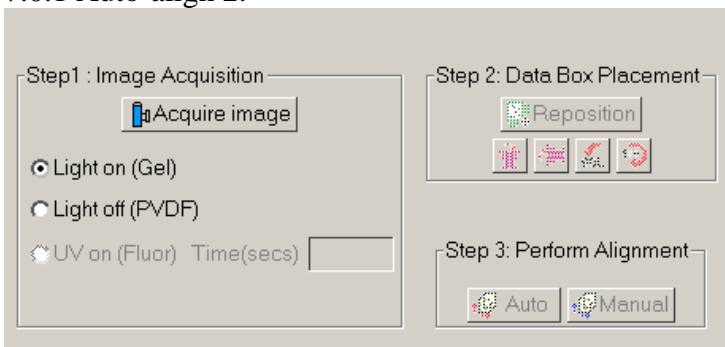 Step1 : Image Acquisition
Acquire image
Light on (Gel)
Light off (PVDF)
UV on (Fluor) Time(secs)
Step 2: Data Box Placement
Reposition
Step 3: Perform Alignment
Auto Manual